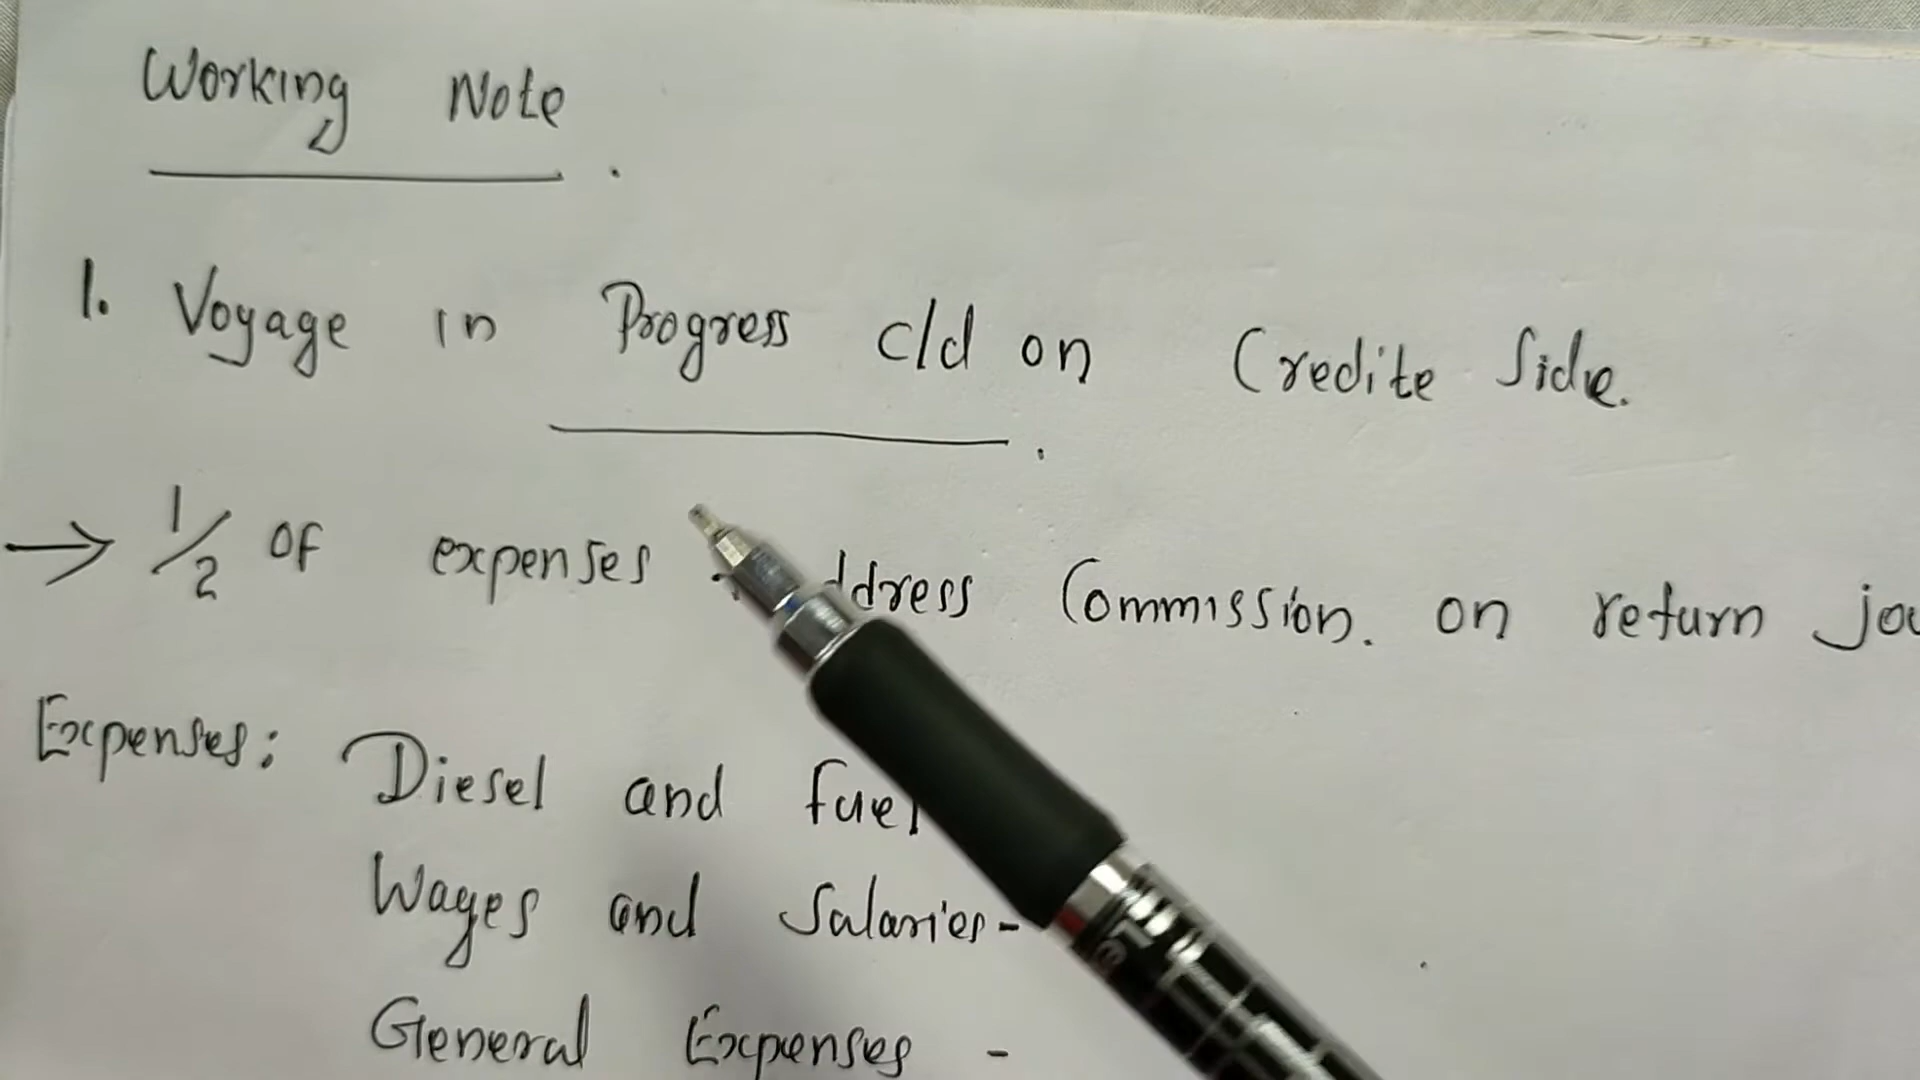 Working Note
1. Voyage in Progress c/d on Credite Side.
→ 1/2 of expenses Commission. on return
Expenses: Diesel and fuel
Wages and Salaries -
General Expenses -